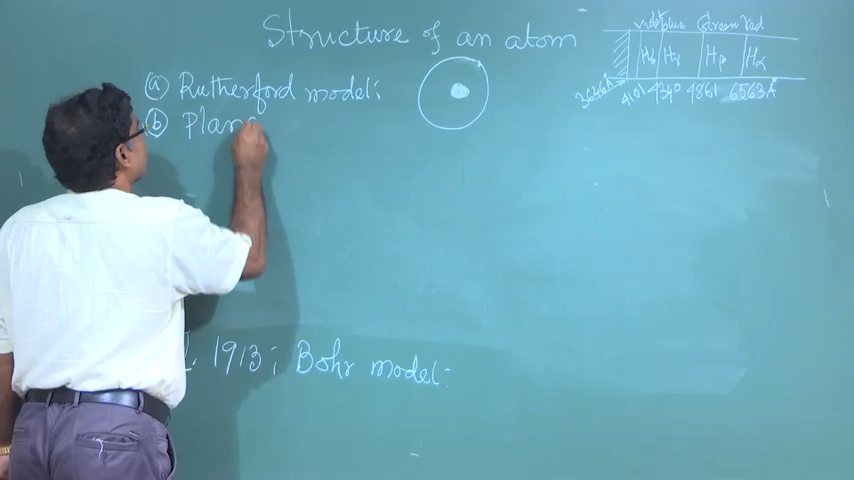 Structure of an atom
violet blue Green red
Hδ Hγ Hβ Hα
3646Å 4101 4340 4861 6563Å
(a) Rutherford model:
(b) Plan
1913; Bohr model: